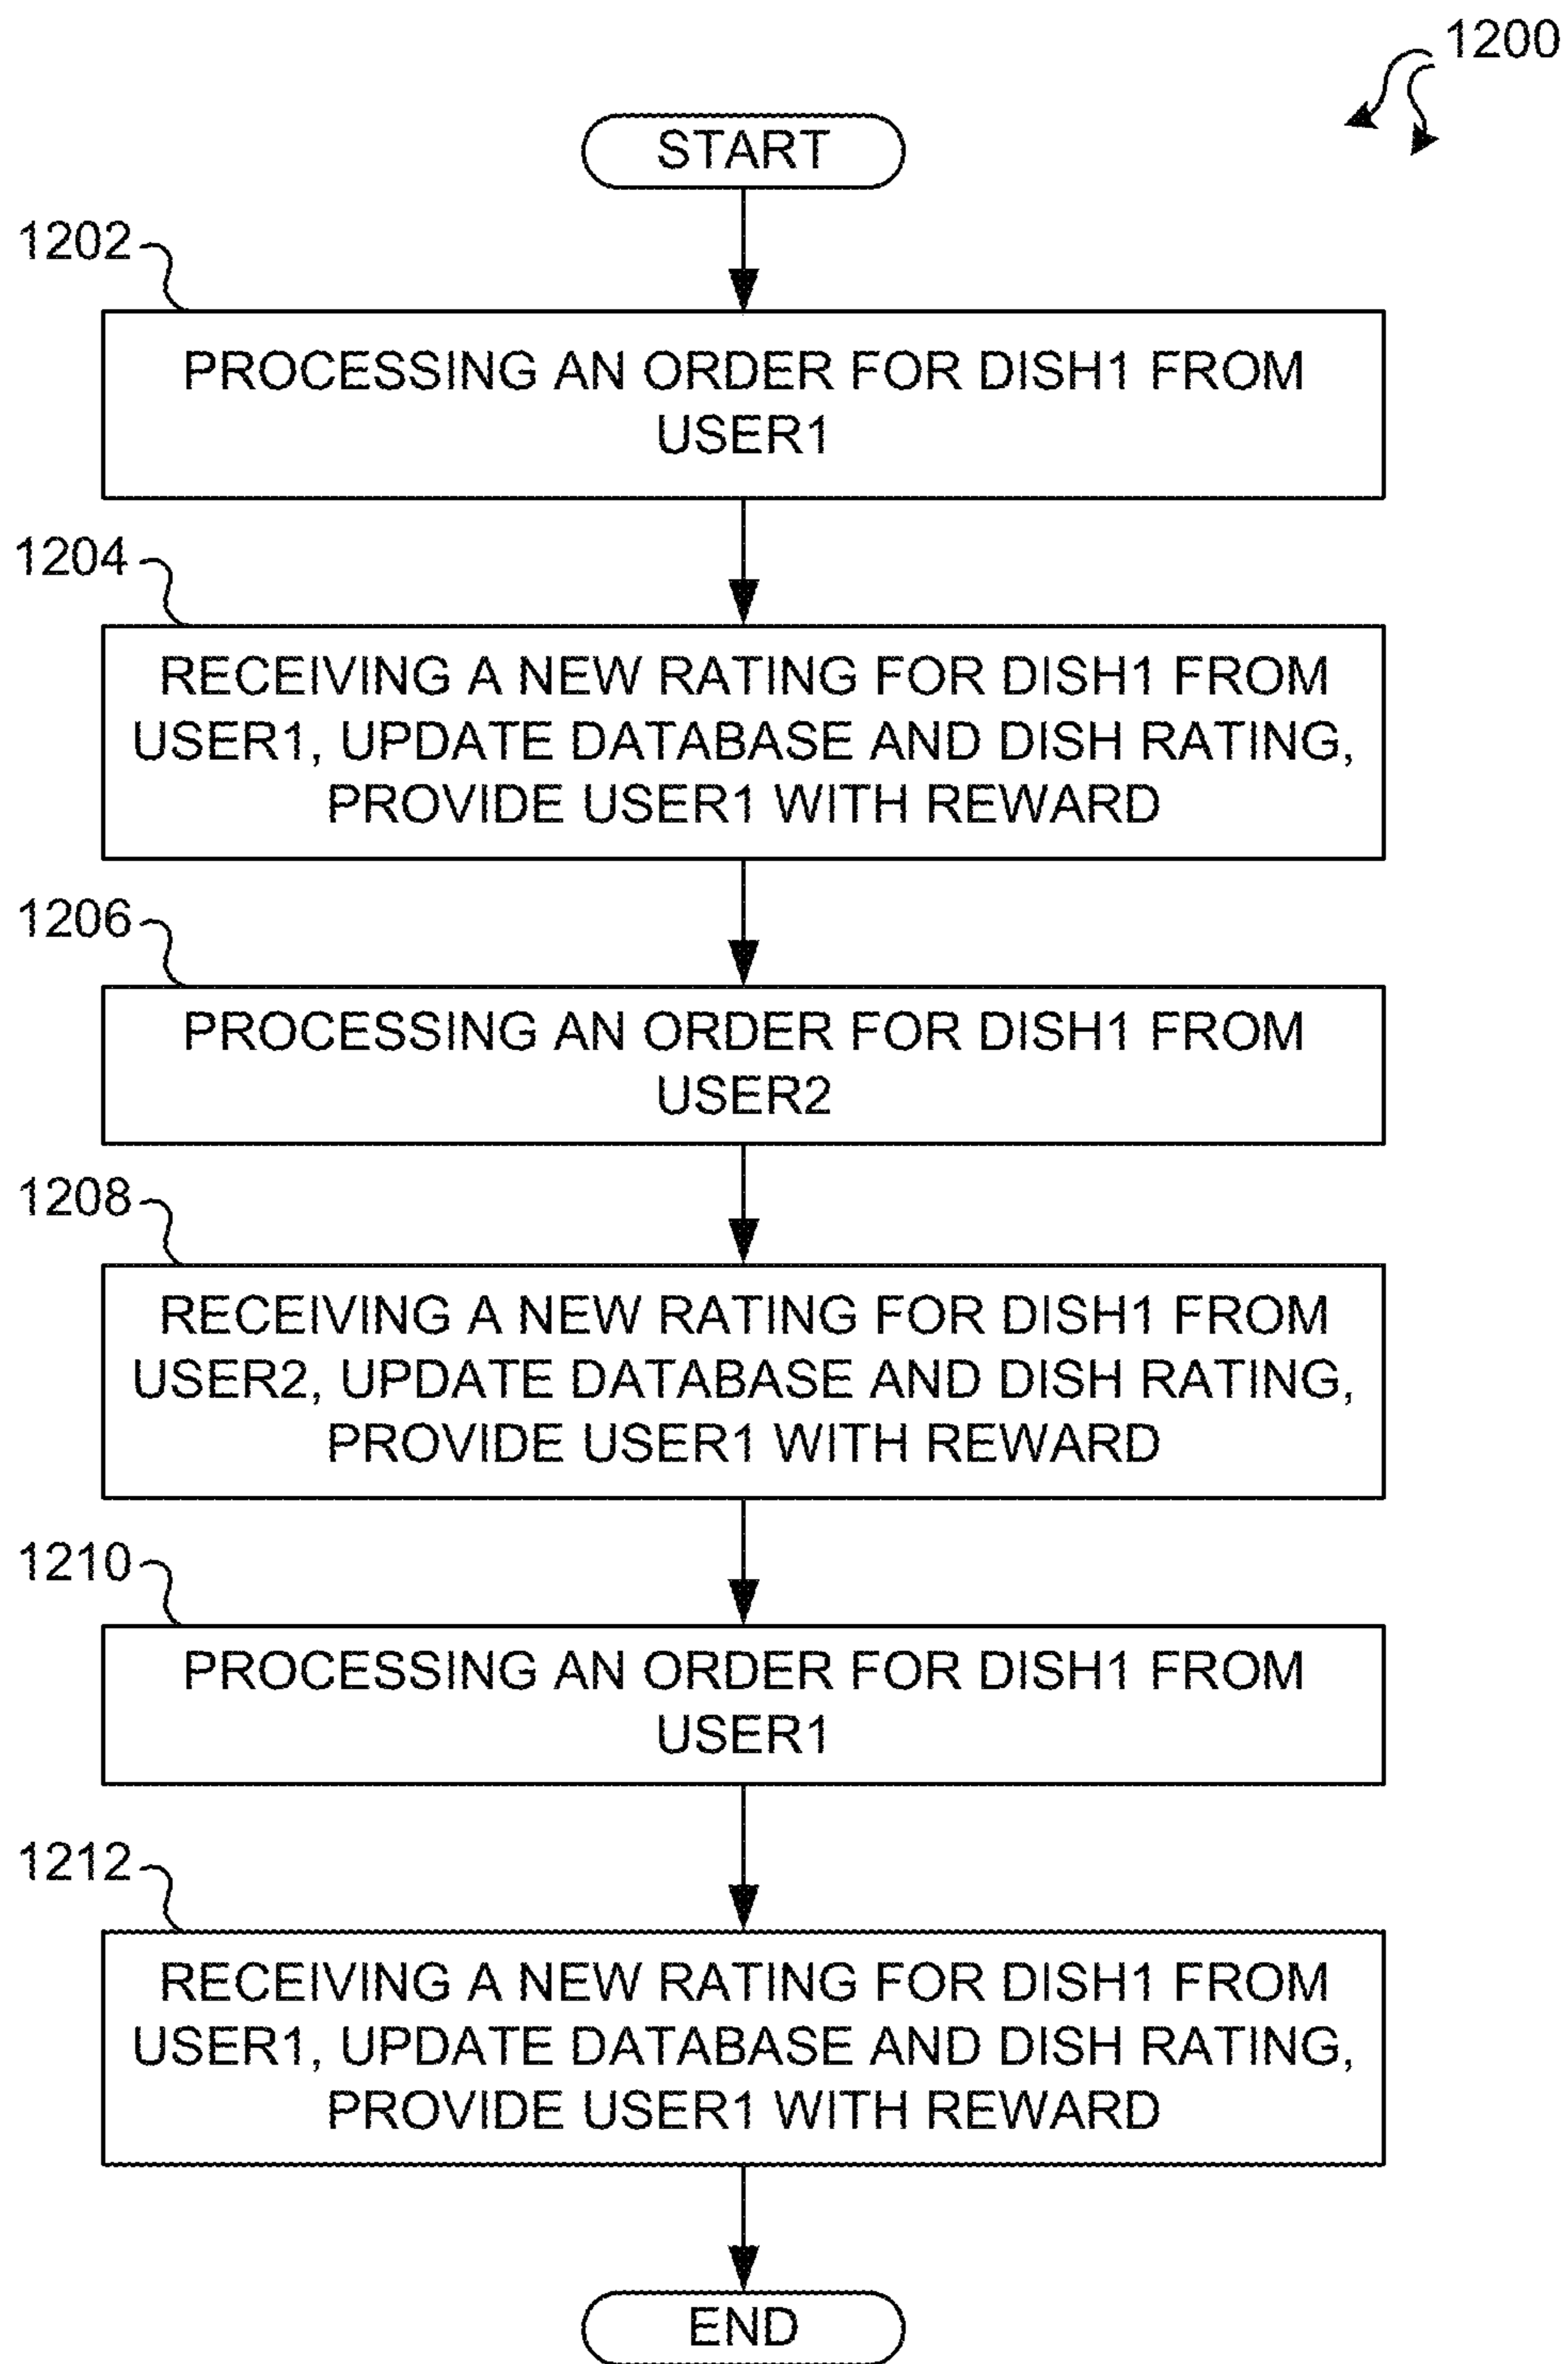 1200
START
1202
PROCESSING AN ORDER FOR DISH1 FROM
USER1
1204
RECEIVING A NEW RATING FOR DISH1 FROM
USER1, UPDATE DATABASE AND DISH RATING,
PROVIDE USER1 WITH REWARD
1206
PROCESSING AN ORDER FOR DISH1 FROM
USER2
1208
RECEIVING A NEW RATING FOR DISH1 FROM
USER2, UPDATE DATABASE AND DISH RATING,
PROVIDE USER1 WITH REWARD
1210
PROCESSING AN ORDER FOR DISH1 FROM
USER1
1212
RECEIVING A NEW RATING FOR DISH1 FROM
USER1, UPDATE DATABASE AND DISH RATING,
PROVIDE USER1 WITH REWARD
END